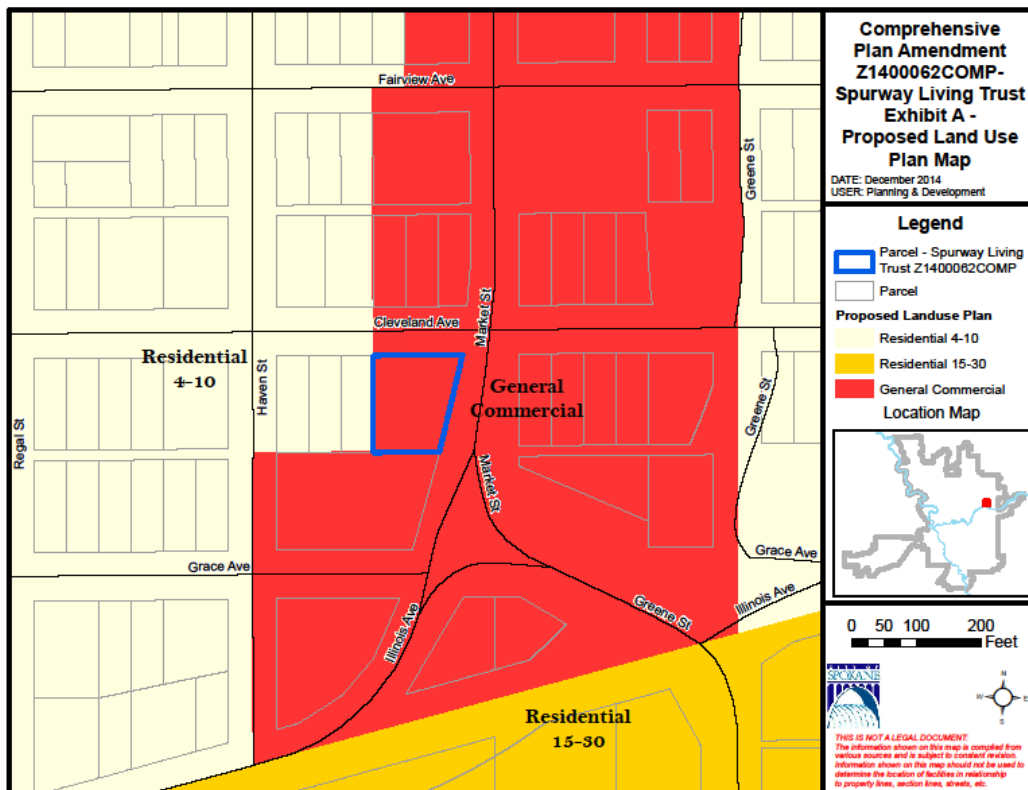 Comprehensive
Plan Amendment
Z1400062COMP-
Spurway Living Trust
Exhibit A -
Proposed Land Use
Plan Map
DATE: December 2014
USER: Planning & Development
Legend
Parcel - Spurway Living
Trust Z1400062COMP
Parcel
Proposed Landuse Plan
Residential 4-10
Residential 15-30
General Commercial
Location Map
0 50 100 200
Feet
SPOKANE
N
W E
S
THIS IS NOT A LEGAL DOCUMENT:
The information shown on this map is compiled from
various sources and is subject to constant revision.
Information shown on this map should not be used to
determine the location of facilities in relationship
to property lines, section lines, streets, etc.
Fairview Ave
Greene St
Market St
Cleveland Ave
Residential
4-10
Haven St
General
Commercial
Greene St
Regal St
Market St
Grace Ave
Grace Ave
Illinois Ave
Greene St
Illinois Ave
Residential
15-30